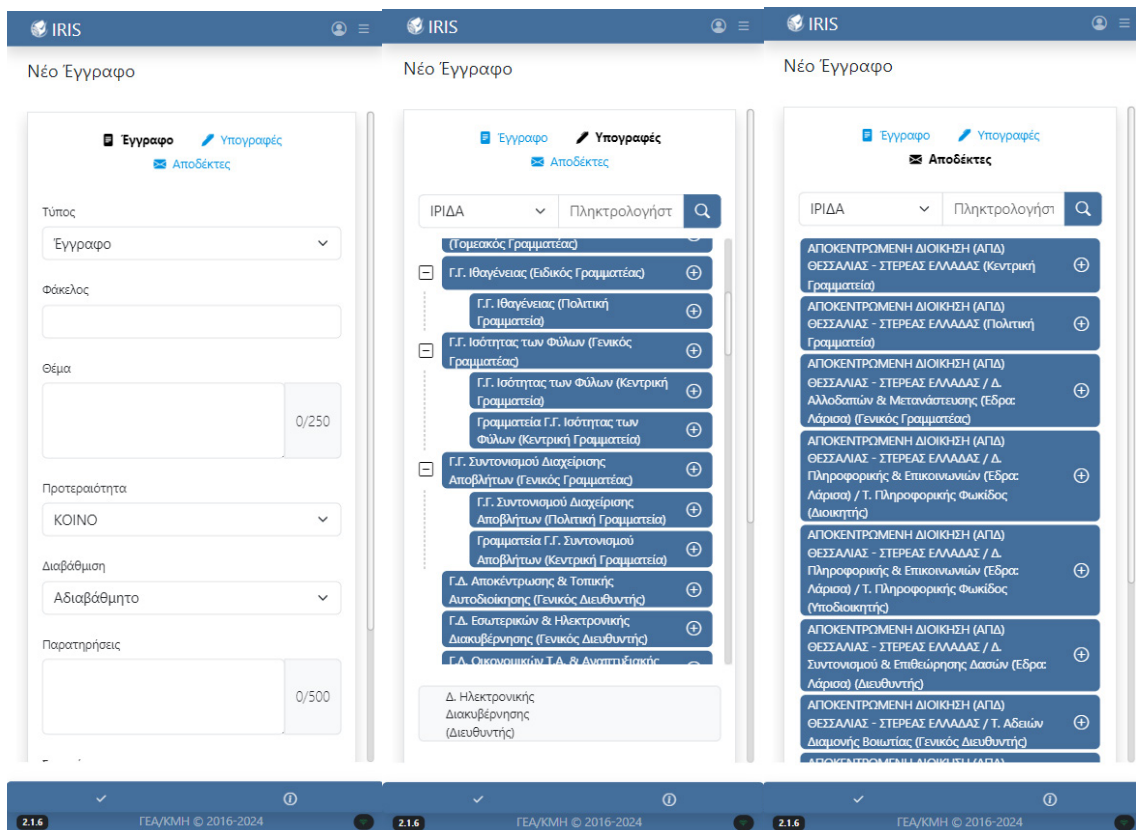 IRIS
Νέο Έγγραφο
Έγγραφο Υπογραφές
Αποδέκτες
Τύπος
Έγγραφο
Φάκελος
Θέμα
0/250
Προτεραιότητα
ΚΟΙΝΟ
Διαβάθμιση
Αδιαβάθμητο
Παρατηρήσεις
0/500
2.1.6 ΓΕΑ/ΚΜΗ © 2016-2024
IRIS
Νέο Έγγραφο
Έγγραφο Υπογραφές
Αποδέκτες
ΙΡΙΔΑ Πληκτρολογήστ
(Τομεακός Γραμματέας)
Γ.Γ. Ιθαγένειας (Ειδικός Γραμματέας)
Γ.Γ. Ιθαγένειας (Πολιτική
Γραμματεία)
Γ.Γ. Ισότητας των Φύλων (Γενικός
Γραμματέας)
Γ.Γ. Ισότητας των Φύλων (Κεντρική
Γραμματεία)
Γραμματεία Γ.Γ. Ισότητας των
Φύλων (Κεντρική Γραμματεία)
Γ.Γ. Συντονισμού Διαχείρισης
Αποβλήτων (Γενικός Γραμματέας)
Γ.Γ. Συντονισμού Διαχείρισης
Αποβλήτων (Πολιτική Γραμματεία)
Γραμματεία Γ.Γ. Συντονισμού
Αποβλήτων (Κεντρική Γραμματεία)
Γ.Δ. Αποκέντρωσης & Τοπικής
Αυτοδιοίκησης (Γενικός Διευθυντής)
Γ.Δ. Εσωτερικών & Ηλεκτρονικής
Διακυβέρνησης (Γενικός Διευθυντής)
Γ.Δ. Οικονομικών Τ.Α. & Αναπτυξιακής
Δ. Ηλεκτρονικής
Διακυβέρνησης
(Διευθυντής)
2.1.6 ΓΕΑ/ΚΜΗ © 2016-2024
IRIS
Νέο Έγγραφο
Έγγραφο Υπογραφές
Αποδέκτες
ΙΡΙΔΑ Πληκτρολογήστ
ΑΠΟΚΕΝΤΡΩΜΕΝΗ ΔΙΟΙΚΗΣΗ (ΑΠΔ)
ΘΕΣΣΑΛΙΑΣ - ΣΤΕΡΕΑΣ ΕΛΛΑΔΑΣ (Κεντρική
Γραμματεία)
ΑΠΟΚΕΝΤΡΩΜΕΝΗ ΔΙΟΙΚΗΣΗ (ΑΠΔ)
ΘΕΣΣΑΛΙΑΣ - ΣΤΕΡΕΑΣ ΕΛΛΑΔΑΣ (Πολιτική
Γραμματεία)
ΑΠΟΚΕΝΤΡΩΜΕΝΗ ΔΙΟΙΚΗΣΗ (ΑΠΔ)
ΘΕΣΣΑΛΙΑΣ - ΣΤΕΡΕΑΣ ΕΛΛΑΔΑΣ / Δ.
Αλλοδαπών & Μετανάστευσης (Έδρα:
Λάρισα) (Γενικός Γραμματέας)
ΑΠΟΚΕΝΤΡΩΜΕΝΗ ΔΙΟΙΚΗΣΗ (ΑΠΔ)
ΘΕΣΣΑΛΙΑΣ - ΣΤΕΡΕΑΣ ΕΛΛΑΔΑΣ / Δ.
Πληροφορικής & Επικοινωνιών (Έδρα:
Λάρισα) / Τ. Πληροφορικής Φωκίδος
(Διοικητής)
ΑΠΟΚΕΝΤΡΩΜΕΝΗ ΔΙΟΙΚΗΣΗ (ΑΠΔ)
ΘΕΣΣΑΛΙΑΣ - ΣΤΕΡΕΑΣ ΕΛΛΑΔΑΣ / Δ.
Πληροφορικής & Επικοινωνιών (Έδρα:
Λάρισα) / Τ. Πληροφορικής Φωκίδος
(Υποδιοικητής)
ΑΠΟΚΕΝΤΡΩΜΕΝΗ ΔΙΟΙΚΗΣΗ (ΑΠΔ)
ΘΕΣΣΑΛΙΑΣ - ΣΤΕΡΕΑΣ ΕΛΛΑΔΑΣ / Δ.
Συντονισμού & Επιθεώρησης Δασών (Έδρα:
Λάρισα) (Διευθυντής)
ΑΠΟΚΕΝΤΡΩΜΕΝΗ ΔΙΟΙΚΗΣΗ (ΑΠΔ)
ΘΕΣΣΑΛΙΑΣ - ΣΤΕΡΕΑΣ ΕΛΛΑΔΑΣ / Τ. Αδειών
Διαμονής Βοιωτίας (Γενικός Διευθυντής)
ΑΠΟΚΕΝΤΡΩΜΕΝΗ ΔΙΟΙΚΗΣΗ (ΑΠΔ)
2.1.6 ΓΕΑ/ΚΜΗ © 2016-2024